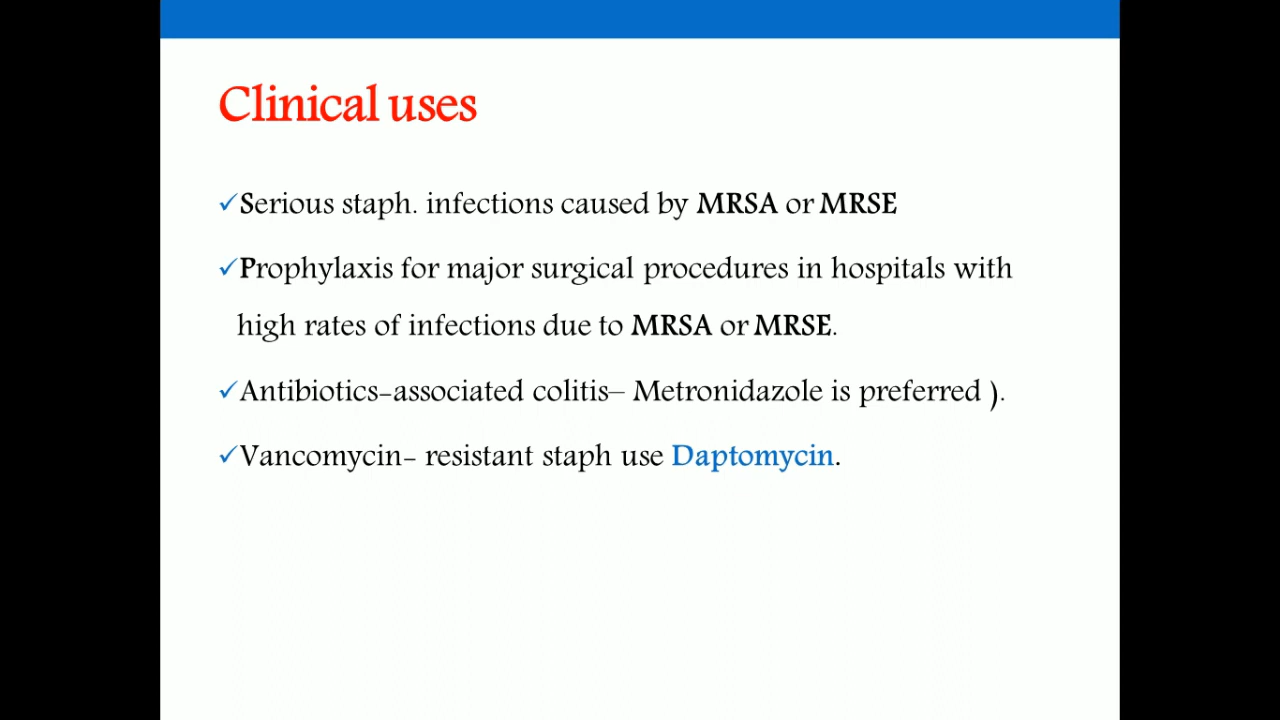 Clinical uses
✓Serious staph. infections caused by MRSA or MRSE
✓Prophylaxis for major surgical procedures in hospitals with
high rates of infections due to MRSA or MRSE.
✓Antibiotics-associated colitis– Metronidazole is preferred ).
✓Vancomycin- resistant staph use Daptomycin.